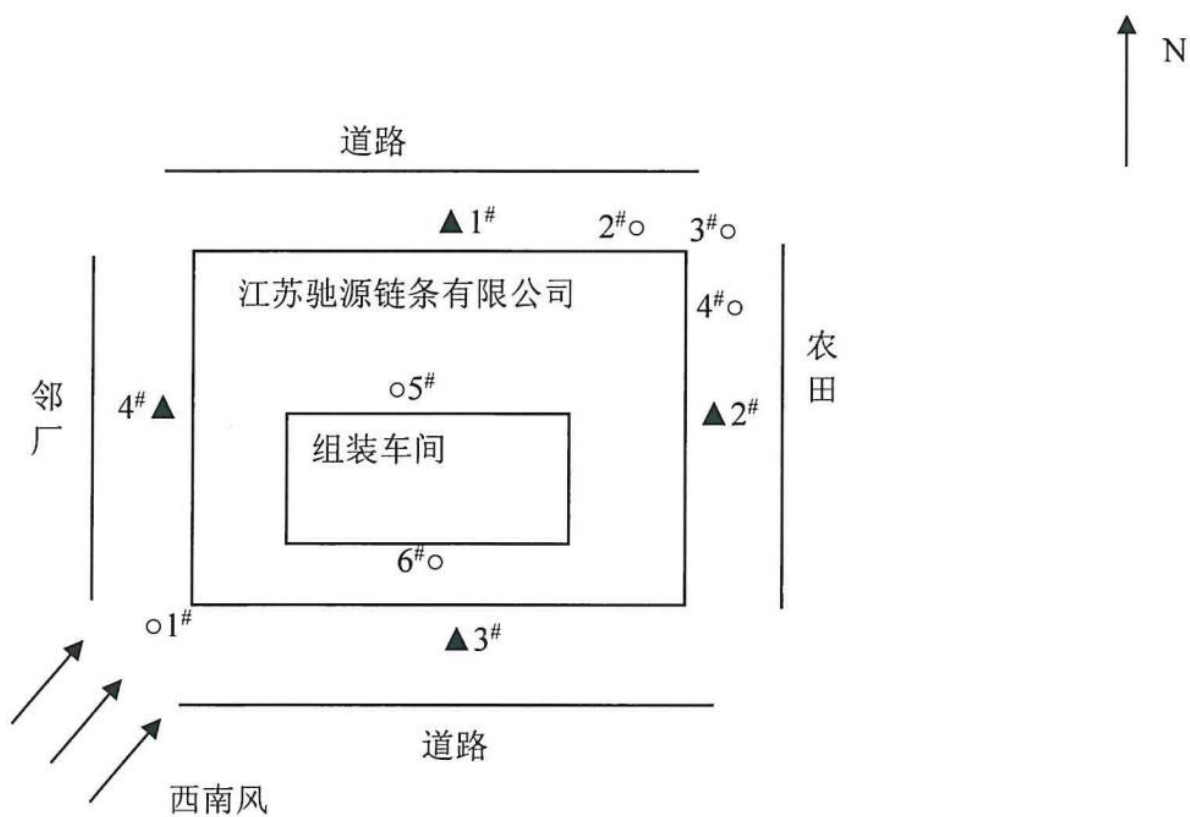 N
道路
▲1#
2#○
3#○
江苏驰源链条有限公司
4#○
农田
邻厂
○5#
4#▲
▲2#
组装车间
6#○
○1#
▲3#
道路
西南风